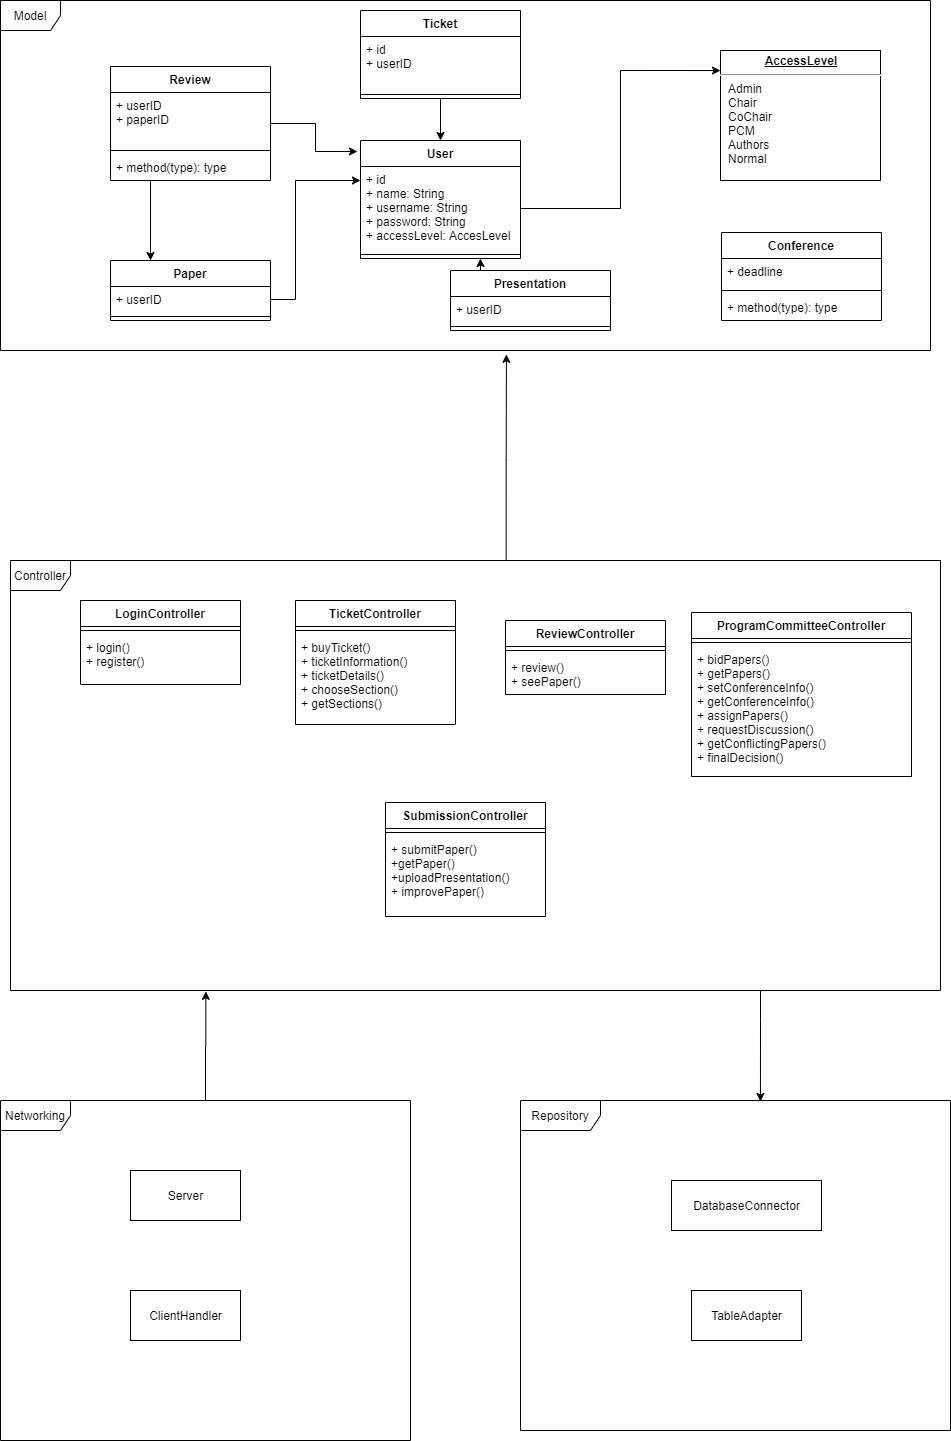 Model
Ticket
+ id
+ userID
Review
+ userID
+ paperID
+ method(type): type
AccessLevel
Admin
Chair
CoChair
PCM
Authors
Normal
User
+ id
+ name: String
+ username: String
+ password: String
+ accessLevel: AccesLevel
Conference
+ deadline
+ method(type): type
Paper
+ userID
Presentation
+ userID
Controller
LoginController
+ login()
+ register()
TicketController
+ buyTicket()
+ ticketInformation()
+ ticketDetails()
+ chooseSection()
+ getSections()
ReviewController
+ review()
+ seePaper()
ProgramCommitteeController
+ bidPapers()
+ getPapers()
+ setConferenceInfo()
+ getConferenceInfo()
+ assignPapers()
+ requestDiscussion()
+ getConflictingPapers()
+ finalDecision()
SubmissionController
+ submitPaper()
+getPaper()
+uploadPresentation()
+ improvePaper()
Networking
Server
ClientHandler
Repository
DatabaseConnector
TableAdapter